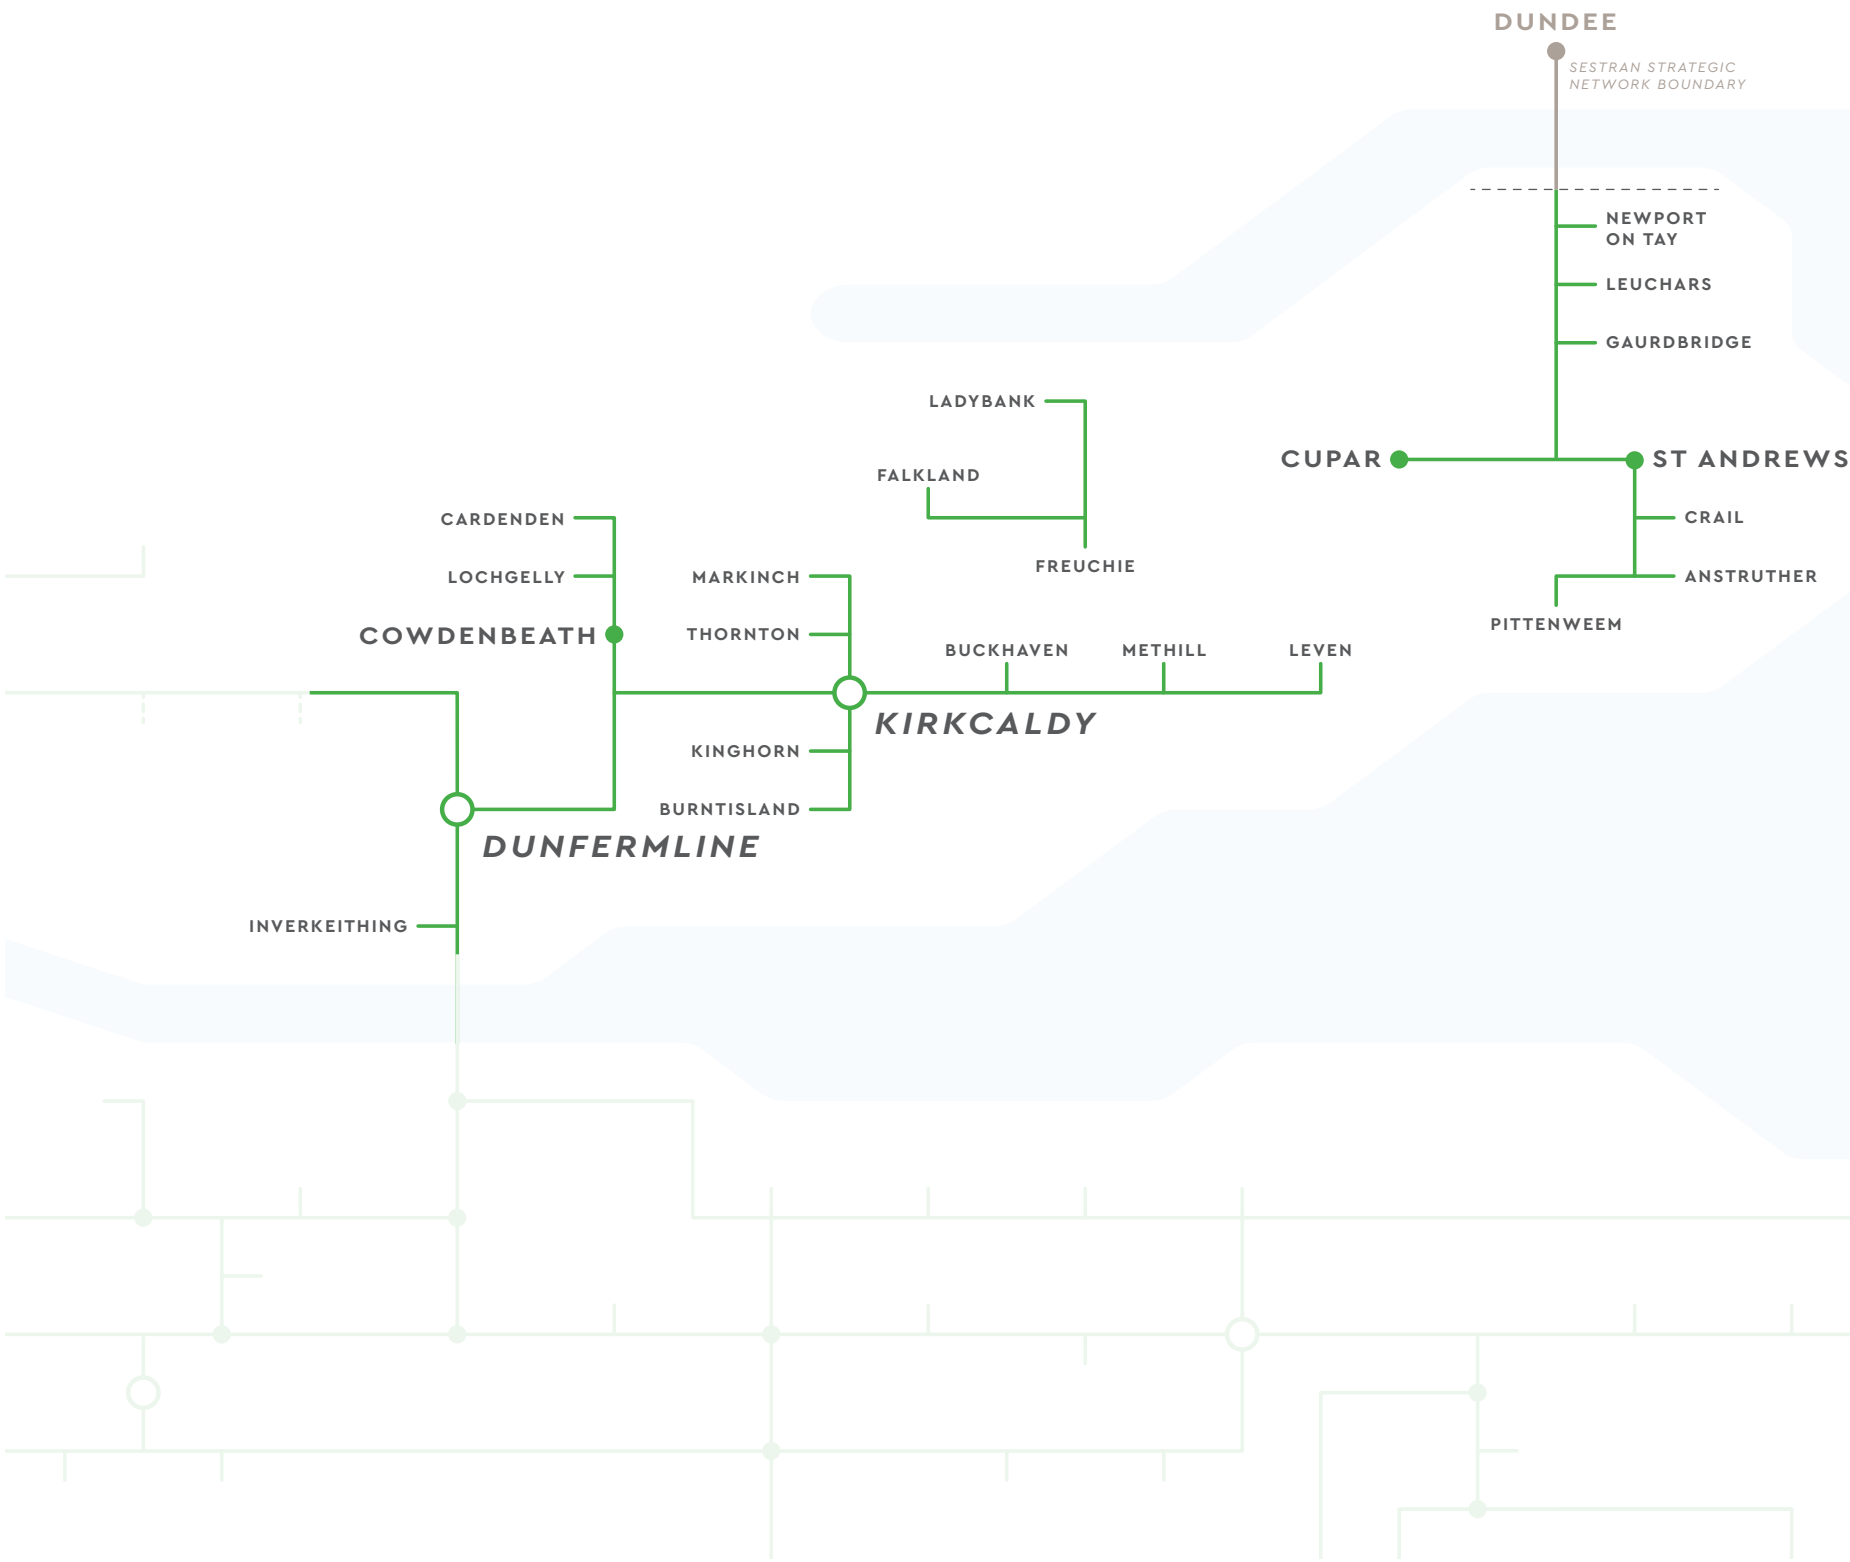 DUNDEE
SESTRAN STRATEGIC
NETWORK BOUNDARY
NEWPORT
ON TAY
LEUCHARS
GAURDBRIDGE
LADYBANK
CUPAR
ST ANDREWS
FALKLAND
CARDENDEN
CRAIL
FREUCHIE
LOCHGELLY
MARKINCH
ANSTRUTHER
PITTENWEEM
COWDENBEATH
THORNTON
BUCKHAVEN
METHILL
LEVEN
KIRKCALDY
KINGHORN
BURNTISLAND
DUNFERMLINE
INVERKEITHING